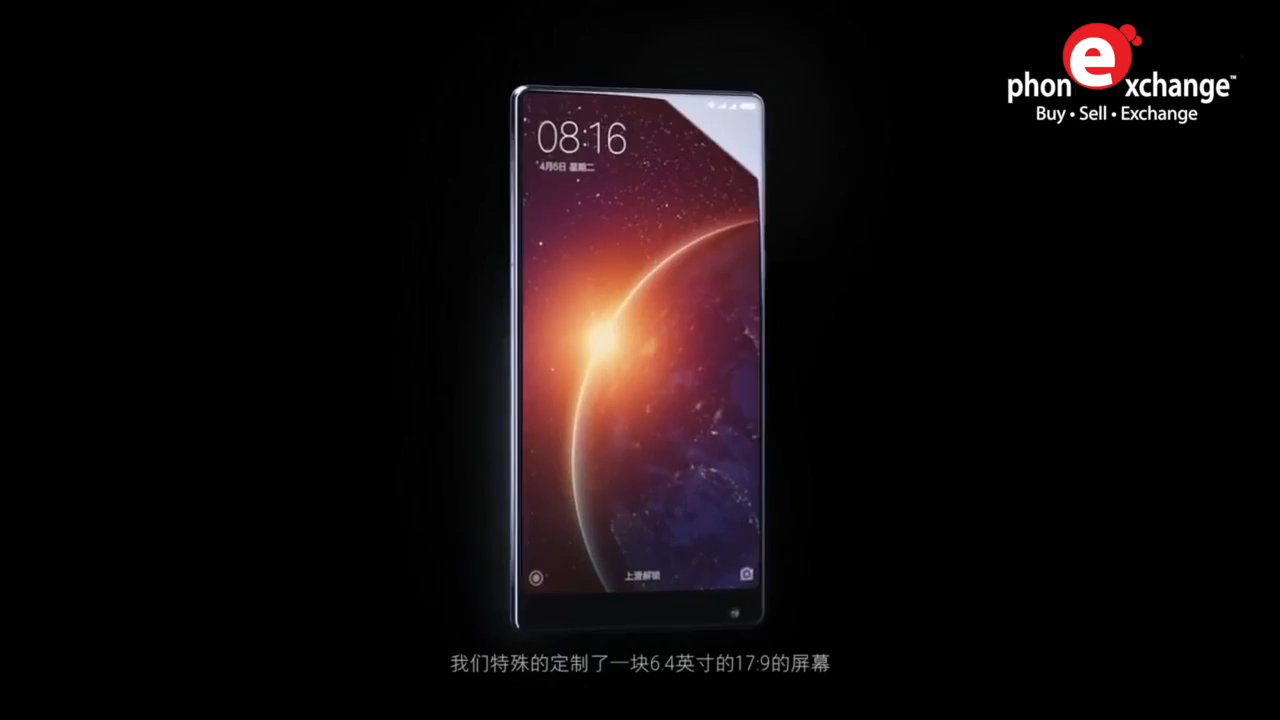 08:16
4月6日 星期二
上滑解锁
我们特殊的定制了一块6.4英寸的17:9的屏幕
phonexchange™
Buy • Sell • Exchange